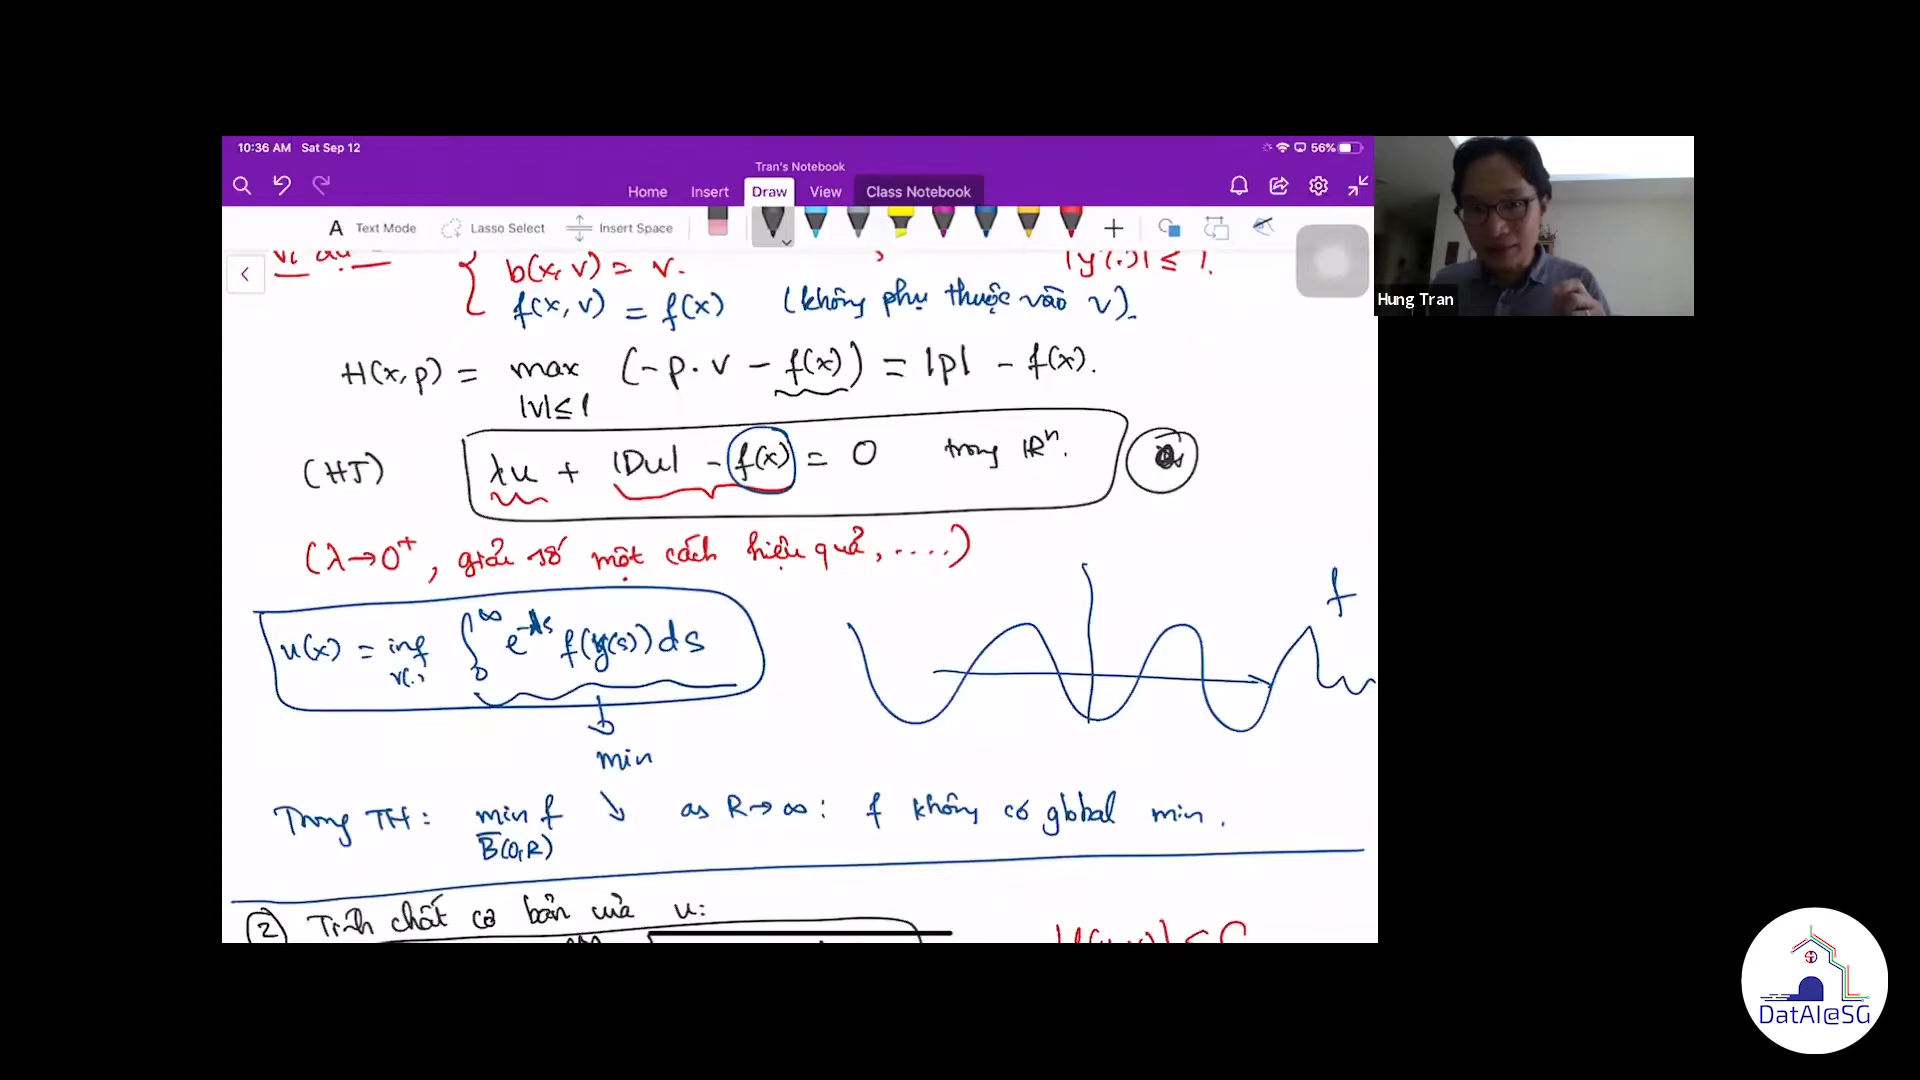 10:36 AM Sat Sep 12
56%
Tran's Notebook
Home Insert Draw View Class Notebook
A Text Mode Lasso Select Insert Space
Ví dụ
b(x, v) = v.
|y'(.)| ≤ 1.
f(x, v) = f(x) (không phụ thuộc vào v).
H(x, p) = max (-p · v - f(x)) = |p| - f(x).
|v| ≤ 1
(HJ) λu + |Du| - f(x) = 0 trong ℝⁿ.
(λ → 0⁺, giải số một cách hiệu quả, ....)
f
u(x) = inf ∫₀^∞ e^{-λs} f(y(s)) ds
v(.)
min
Trong TH: min f ↘ as R → ∞ : f không có global min.
B̅(0,R)
② Tính chất cơ bản của u:
Hung Tran
DatAI@SG